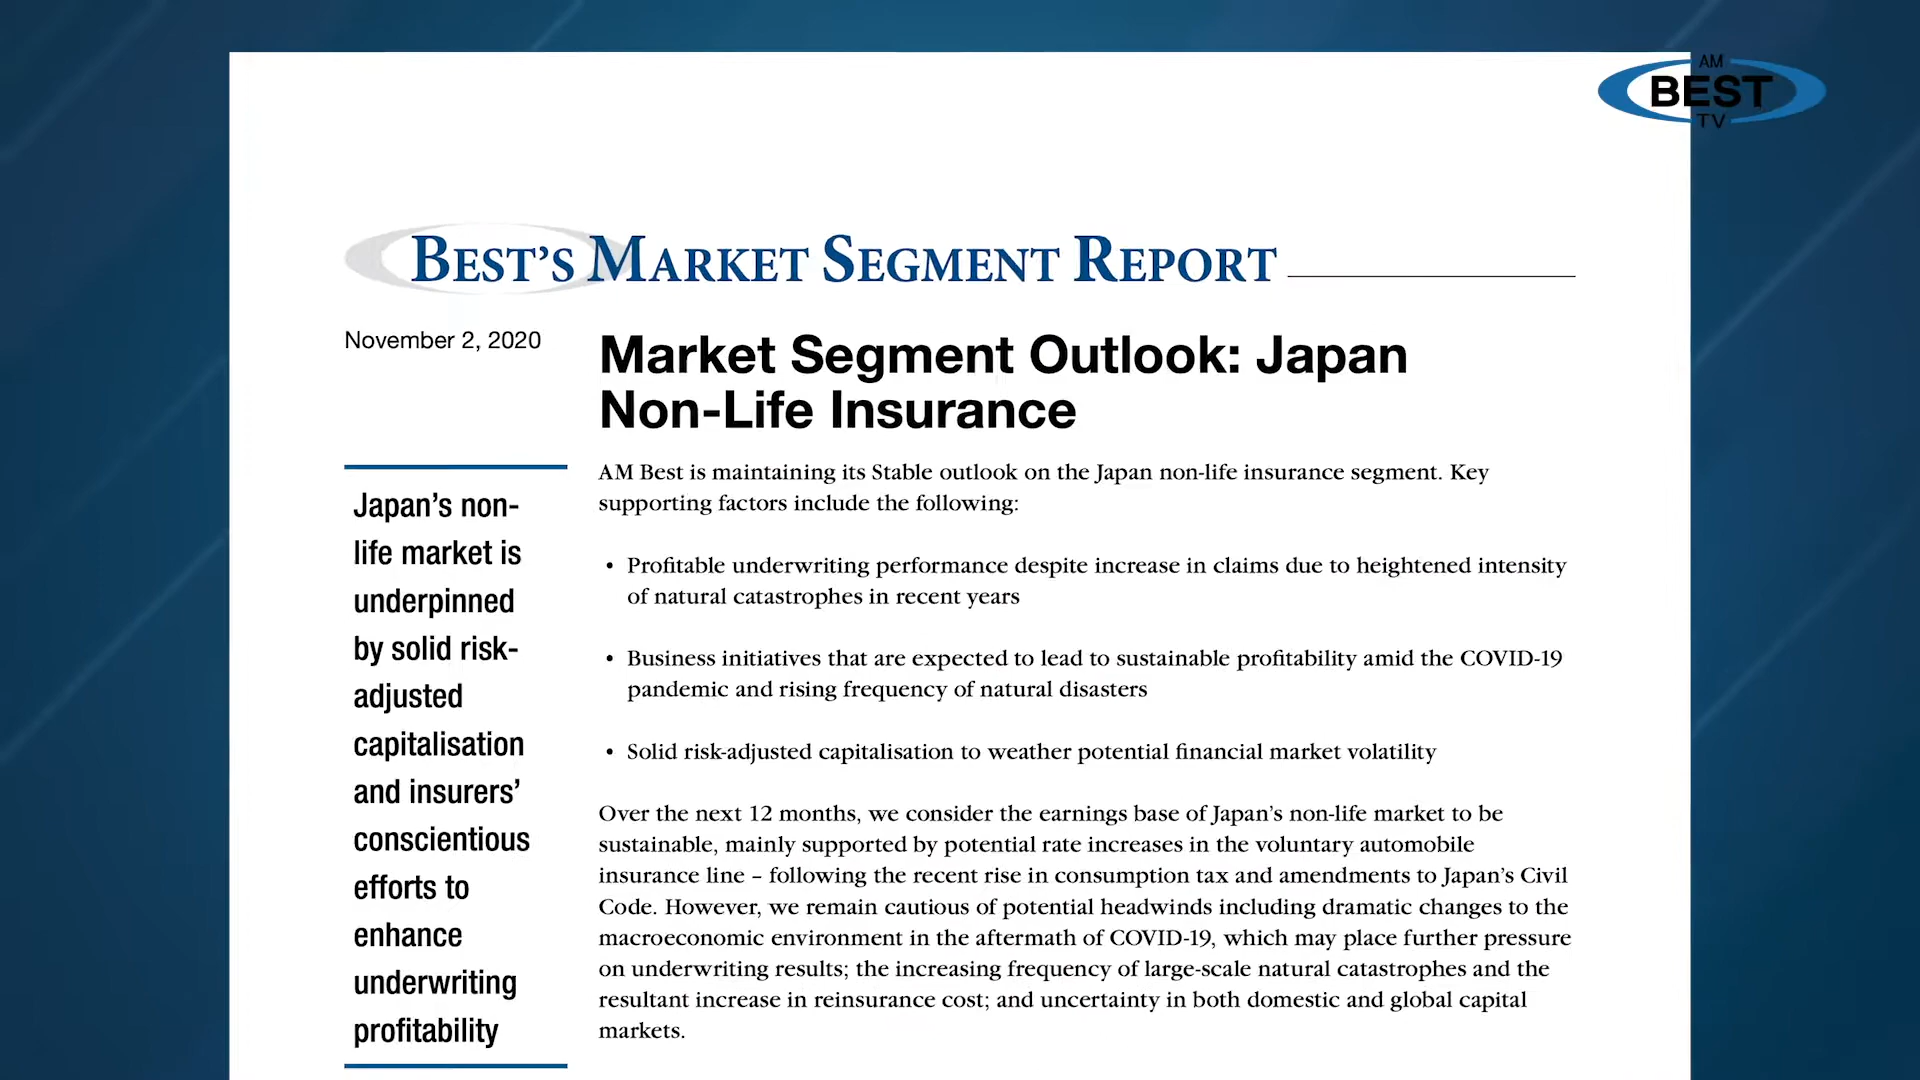 AM
BEST
TV
BEST'S MARKET SEGMENT REPORT
November 2, 2020
Market Segment Outlook: Japan
Non-Life Insurance
Japan's non-
life market is
underpinned
by solid risk-
adjusted
capitalisation
and insurers'
conscientious
efforts to
enhance
underwriting
profitability
AM Best is maintaining its Stable outlook on the Japan non-life insurance segment. Key
supporting factors include the following:
• Profitable underwriting performance despite increase in claims due to heightened intensity
of natural catastrophes in recent years
• Business initiatives that are expected to lead to sustainable profitability amid the COVID-19
pandemic and rising frequency of natural disasters
• Solid risk-adjusted capitalisation to weather potential financial market volatility
Over the next 12 months, we consider the earnings base of Japan's non-life market to be
sustainable, mainly supported by potential rate increases in the voluntary automobile
insurance line – following the recent rise in consumption tax and amendments to Japan's Civil
Code. However, we remain cautious of potential headwinds including dramatic changes to the
macroeconomic environment in the aftermath of COVID-19, which may place further pressure
on underwriting results; the increasing frequency of large-scale natural catastrophes and the
resultant increase in reinsurance cost; and uncertainty in both domestic and global capital
markets.